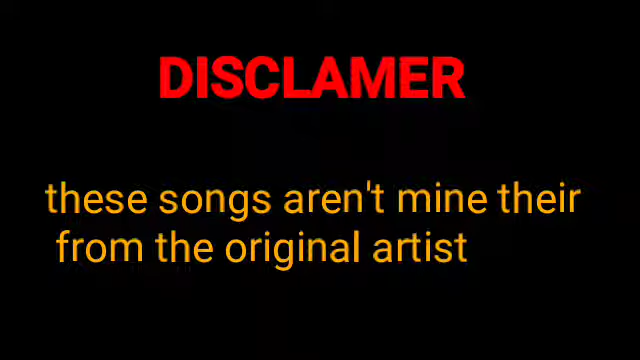 DISCLAMER
these songs aren't mine their
from the original artist